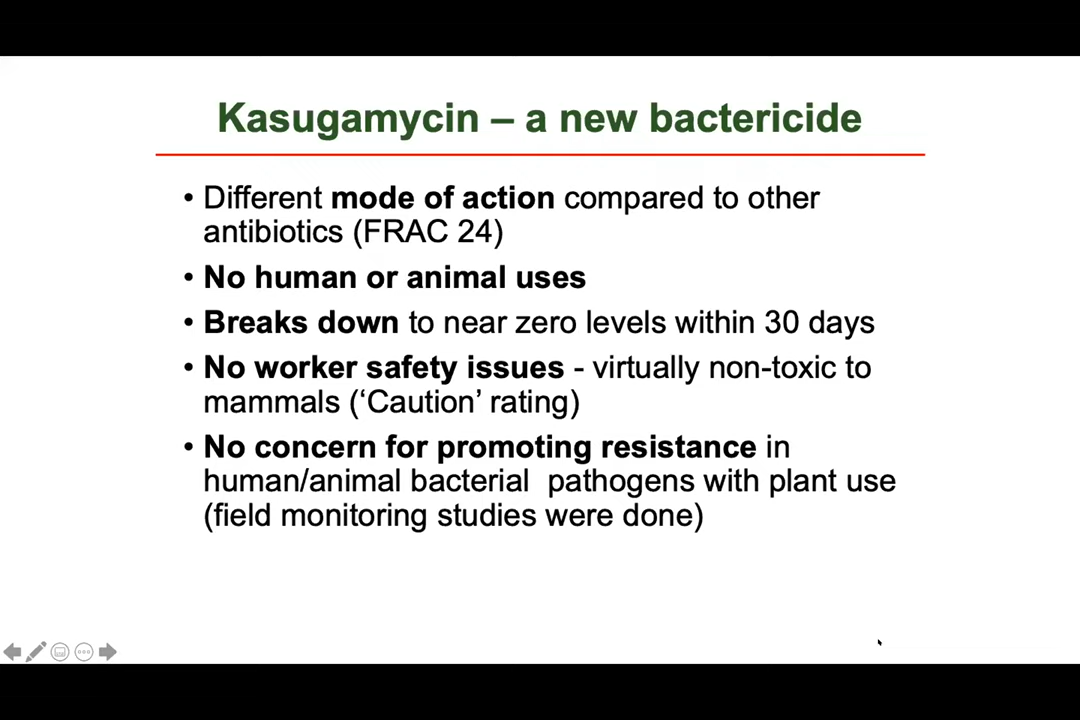 Kasugamycin – a new bactericide
• Different mode of action compared to other
antibiotics (FRAC 24)
• No human or animal uses
• Breaks down to near zero levels within 30 days
• No worker safety issues - virtually non-toxic to
mammals (‘Caution’ rating)
• No concern for promoting resistance in
human/animal bacterial  pathogens with plant use
(field monitoring studies were done)